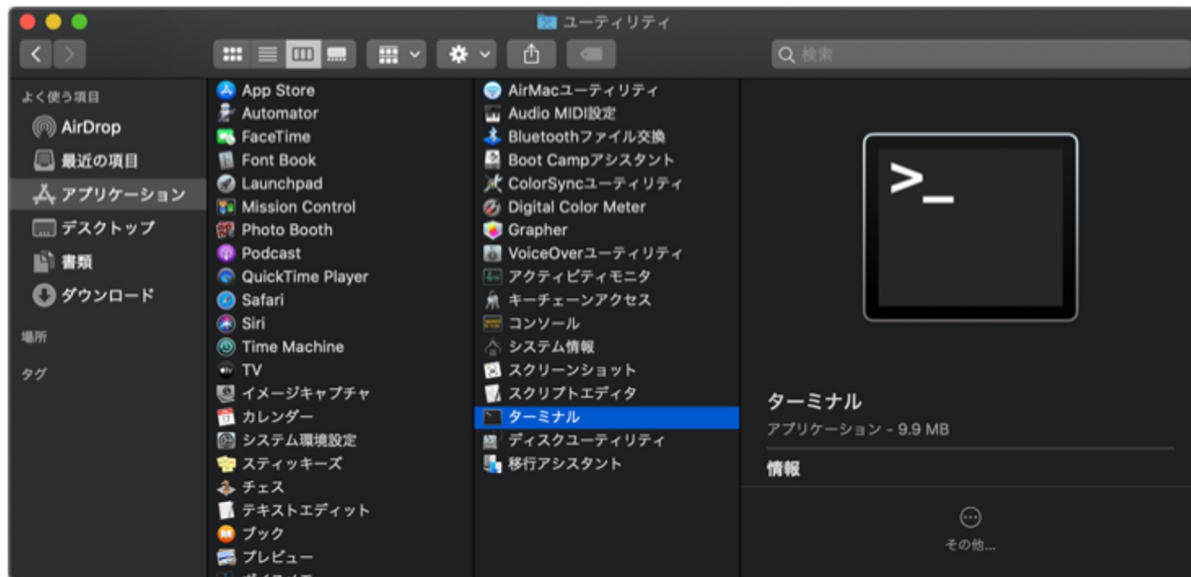 ユーティリティ
検索
よく使う項目
AirDrop
最近の項目
アプリケーション
デスクトップ
書類
ダウンロード
場所
タグ
App Store
Automator
FaceTime
Font Book
Launchpad
Mission Control
Photo Booth
Podcast
QuickTime Player
Safari
Siri
Time Machine
TV
イメージキャプチャ
カレンダー
システム環境設定
スティッキーズ
チェス
テキストエディット
ブック
プレビュー
AirMacユーティリティ
Audio MIDI設定
Bluetoothファイル交換
Boot Campアシスタント
ColorSyncユーティリティ
Digital Color Meter
Grapher
VoiceOverユーティリティ
アクティビティモニタ
キーチェーンアクセス
コンソール
システム情報
スクリーンショット
スクリプトエディタ
ターミナル
ディスクユーティリティ
移行アシスタント
>_
ターミナル
アプリケーション - 9.9 MB
情報
その他...